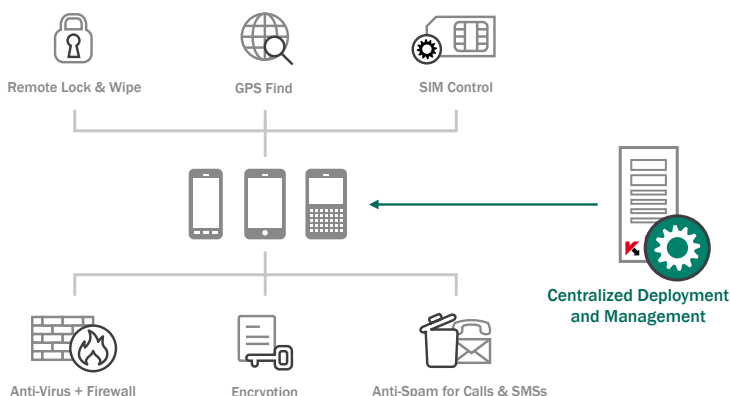 Remote Lock & Wipe
GPS Find
SIM Control
Centralized Deployment
and Management
Anti-Virus + Firewall
Encryption
Anti-Spam for Calls & SMSs